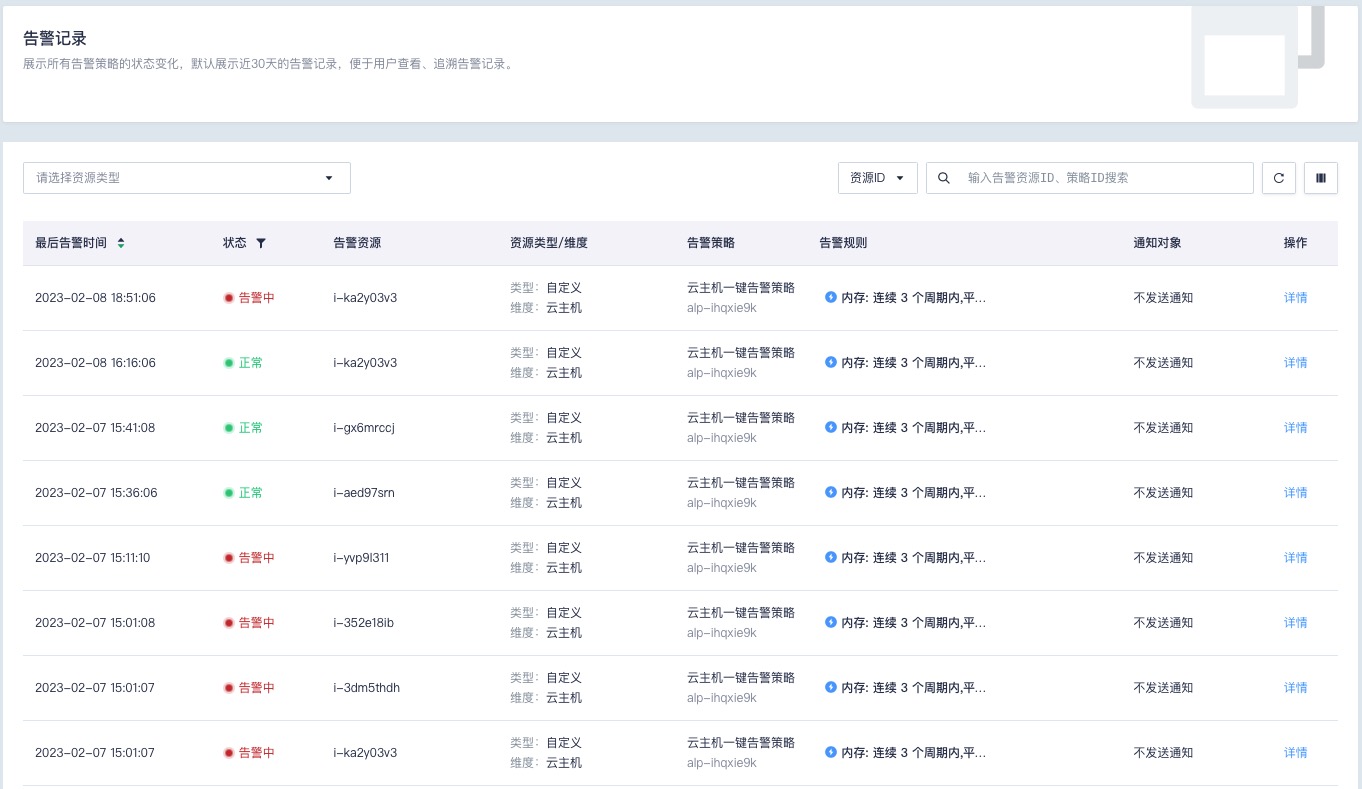 告警记录
展示所有告警策略的状态变化，默认展示近30天的告警记录，便于用户查看、追溯告警记录。
请选择资源类型 资源ID 输入告警资源ID、策略ID搜索
最后告警时间 状态 告警资源 资源类型/维度 告警策略 告警规则 通知对象 操作
2023-02-08 18:51:06 告警中 i-ka2y03v3 类型：自定义 云主机一键告警策略 内存: 连续 3 个周期内,平... 不发送通知 详情
维度：云主机 alp-ihqxie9k
2023-02-08 16:16:06 正常 i-ka2y03v3 类型：自定义 云主机一键告警策略 内存: 连续 3 个周期内,平... 不发送通知 详情
维度：云主机 alp-ihqxie9k
2023-02-07 15:41:08 正常 i-gx6mrccj 类型：自定义 云主机一键告警策略 内存: 连续 3 个周期内,平... 不发送通知 详情
维度：云主机 alp-ihqxie9k
2023-02-07 15:36:06 正常 i-aed97srn 类型：自定义 云主机一键告警策略 内存: 连续 3 个周期内,平... 不发送通知 详情
维度：云主机 alp-ihqxie9k
2023-02-07 15:11:10 告警中 i-yvp9l311 类型：自定义 云主机一键告警策略 内存: 连续 3 个周期内,平... 不发送通知 详情
维度：云主机 alp-ihqxie9k
2023-02-07 15:01:08 告警中 i-352e18ib 类型：自定义 云主机一键告警策略 内存: 连续 3 个周期内,平... 不发送通知 详情
维度：云主机 alp-ihqxie9k
2023-02-07 15:01:07 告警中 i-3dm5thdh 类型：自定义 云主机一键告警策略 内存: 连续 3 个周期内,平... 不发送通知 详情
维度：云主机 alp-ihqxie9k
2023-02-07 15:01:07 告警中 i-ka2y03v3 类型：自定义 云主机一键告警策略 内存: 连续 3 个周期内,平... 不发送通知 详情
维度：云主机 alp-ihqxie9k